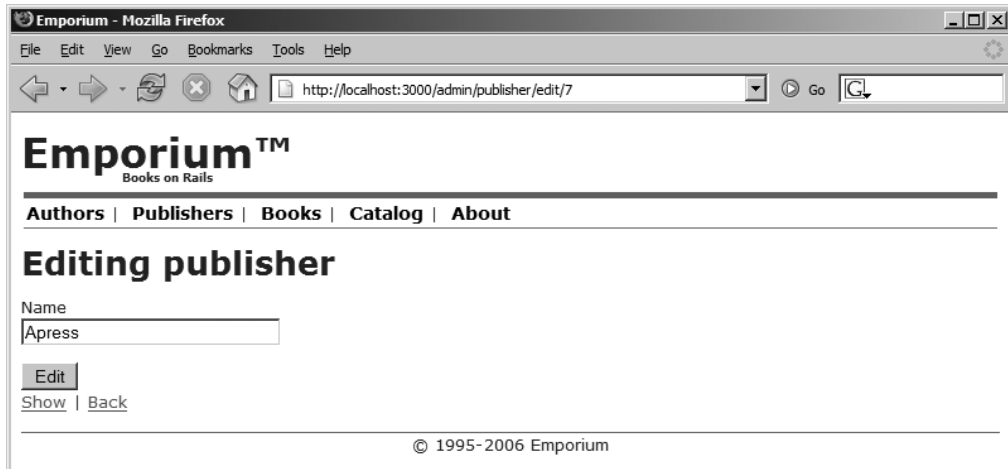 Emporium - Mozilla Firefox
File Edit View Go Bookmarks Tools Help
http://localhost:3000/admin/publisher/edit/7 Go G
Emporium™
Books on Rails
Authors | Publishers | Books | Catalog | About
Editing publisher
Name
Apress
Edit
Show | Back
© 1995-2006 Emporium